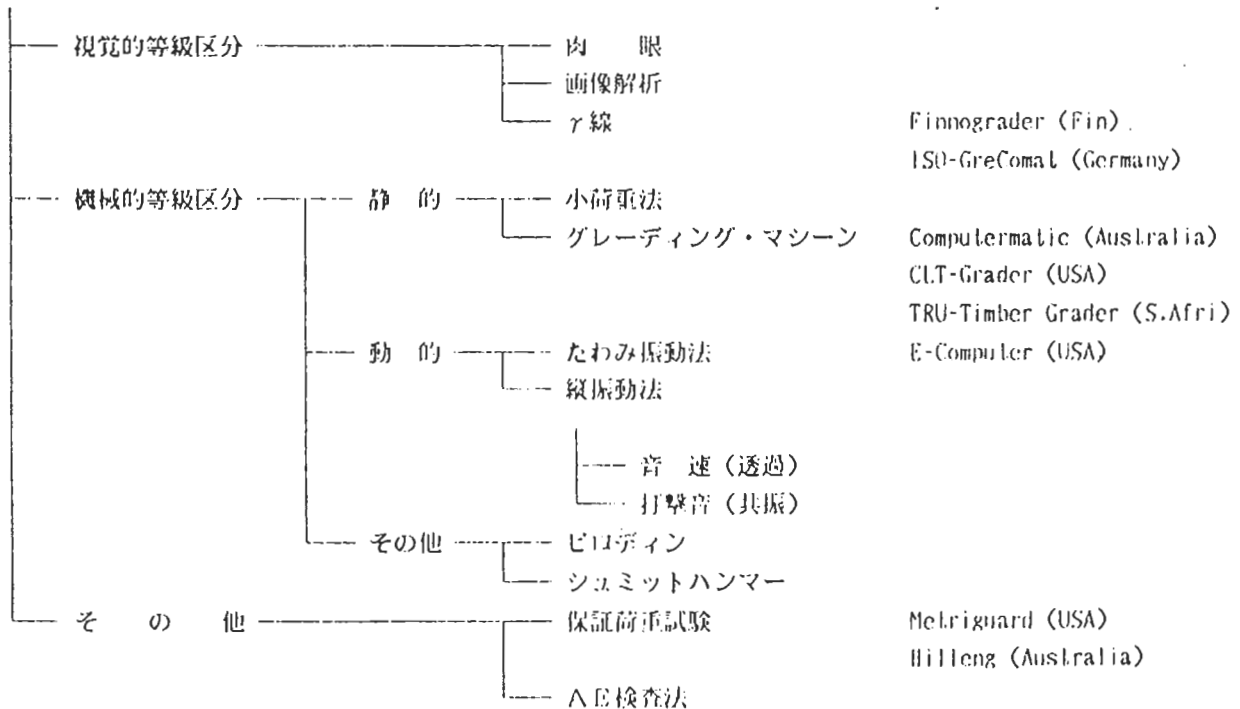 視覚的等級区分 肉 眼
画像解析
γ線 Finnograder (Fin).
ISO-GreComat (Germany)
機械的等級区分 静 的 小荷重法
グレーディング・マシーン Computermatic (Australia)
CLT-Grader (USA)
TRU-Timber Grader (S.Afri)
動 的 たわみ振動法 E-Computer (USA)
縦振動法
音 速 (透過)
打撃音 (共振)
その他 ピロディン
シュミットハンマー
そ の 他 保証荷重試験 Metriguard (USA)
Hilleng (Australia)
AE検査法